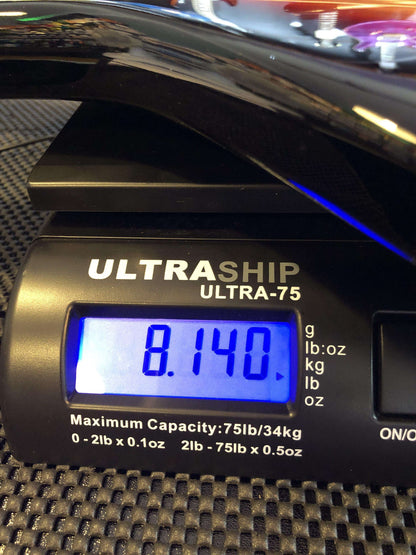 ULTRASHIP
ULTRA-75
8.140
g
lb:oz
kg
lb
oz
Maximum Capacity:75lb/34kg
0 - 2lb x 0.1oz 2lb - 75lb x 0.5oz
ON/O